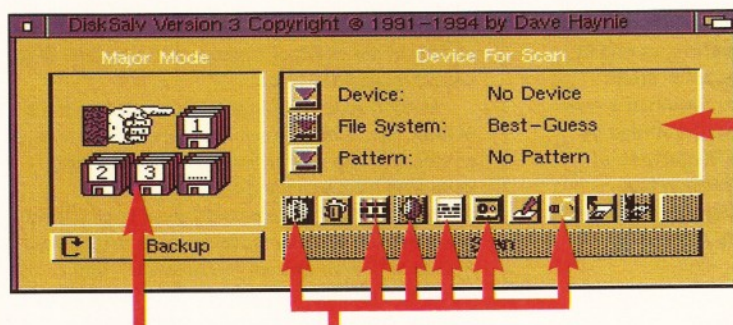 DiskSalv Version 3 Copyright © 1991-1994 by Dave Haynie
Major Mode
Device For Scan
Device: No Device
File System: Best-Guess
Pattern: No Pattern
1
2 3 .....
Backup